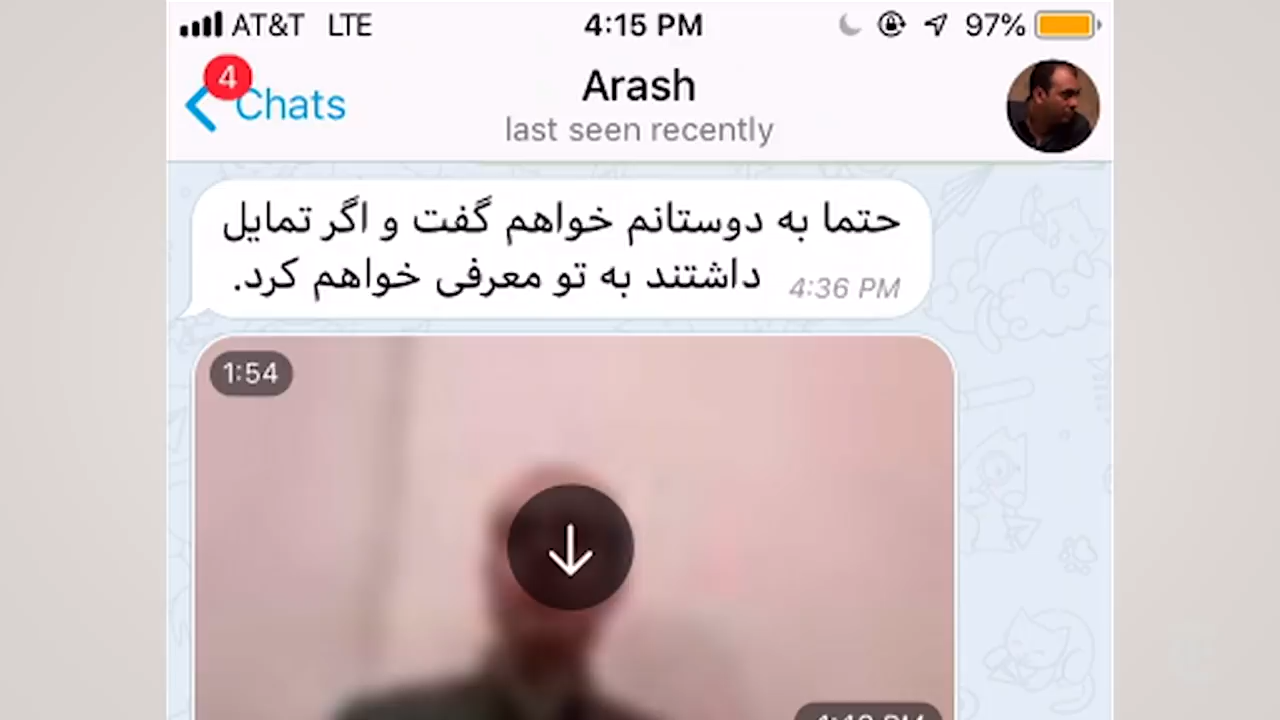 AT&T LTE 4:15 PM 97%
4 Chats
Arash
last seen recently
حتما به دوستانم خواهم گفت و اگر تمایل
داشتند به تو معرفی خواهم کرد.
4:36 PM
1:54